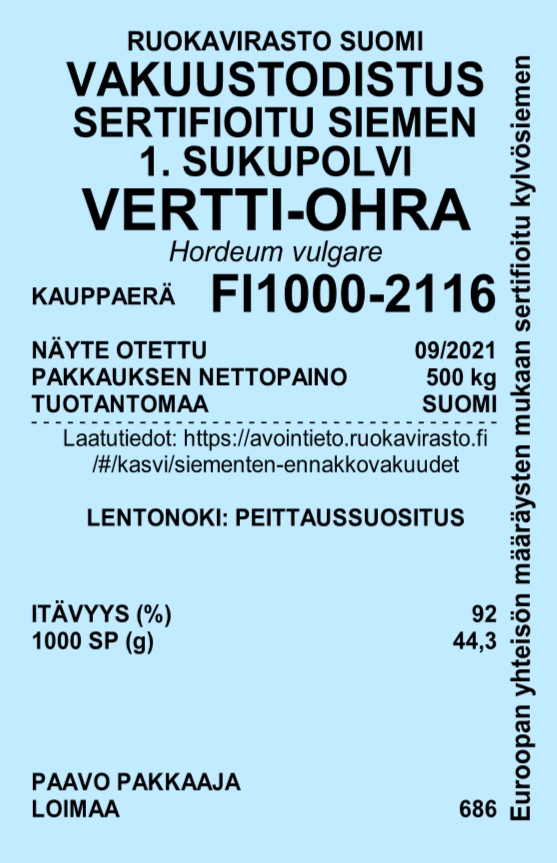 RUOKAVIRASTO SUOMI
VAKUUSTODISTUS
SERTIFIOITU SIEMEN
1. SUKUPOLVI
VERTTI-OHRA
Hordeum vulgare
KAUPPAERÄ FI1000-2116
NÄYTE OTETTU 09/2021
PAKKAUKSEN NETTOPAINO 500 kg
TUOTANTOMAA SUOMI
Laatutiedot: https://avointieto.ruokavirasto.fi
/#/kasvi/siementen-ennakkovakuudet
LENTONOKI: PEITTAUSSUOSITUS
ITÄVYYS (%) 92
1000 SP (g) 44,3
PAAVO PAKKAAJA
LOIMAA 686
Euroopan yhteisön määräysten mukaan sertifioitu kylvösiemen